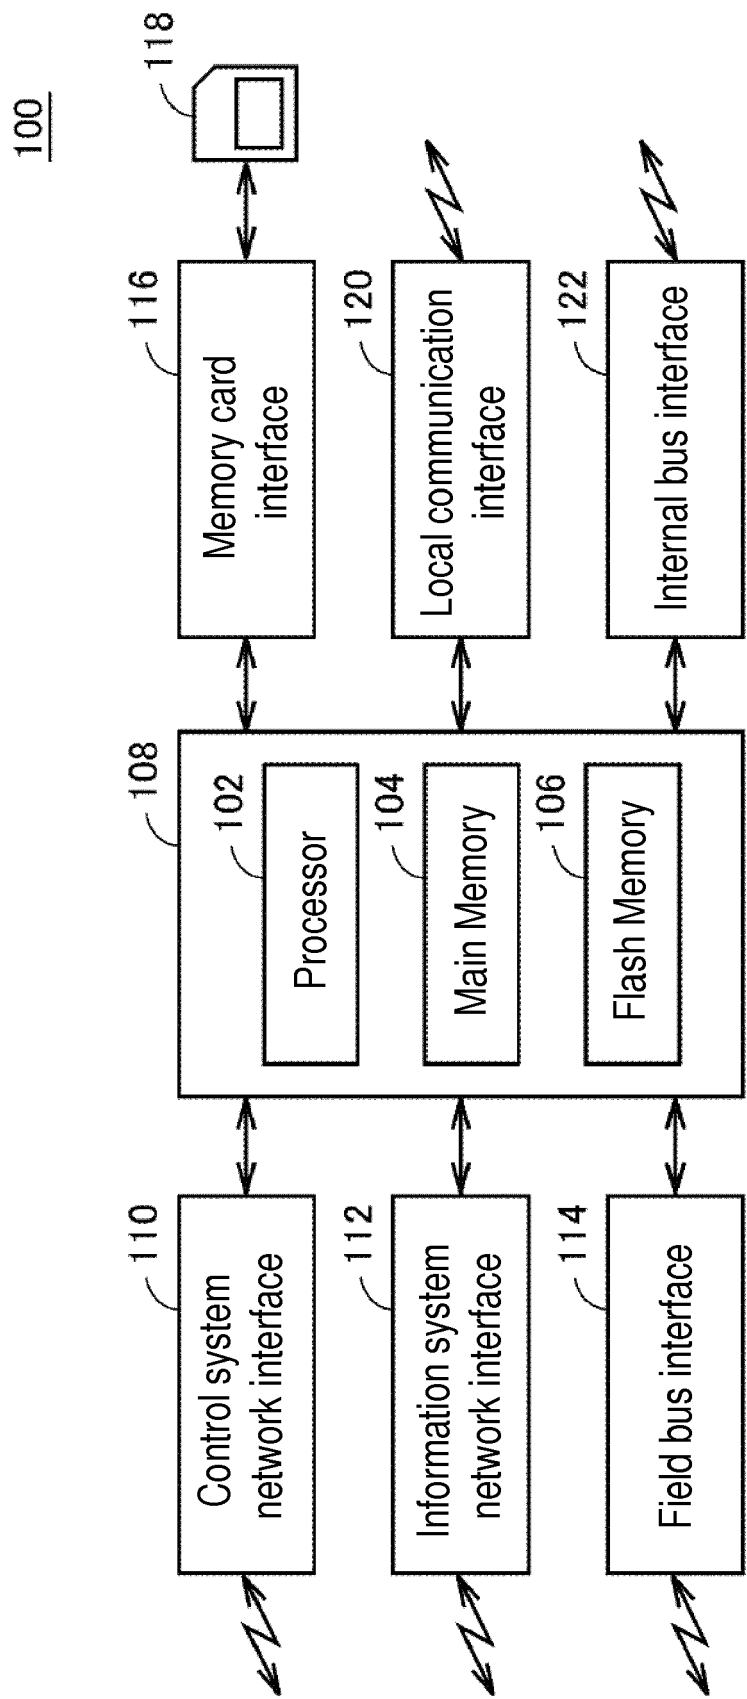 100
110
Control system
network interface
112
Information system
network interface
114
Field bus interface
108
102
Processor
104
Main Memory
106
Flash Memory
116
Memory card
interface
118
120
Local communication
interface
122
Internal bus interface